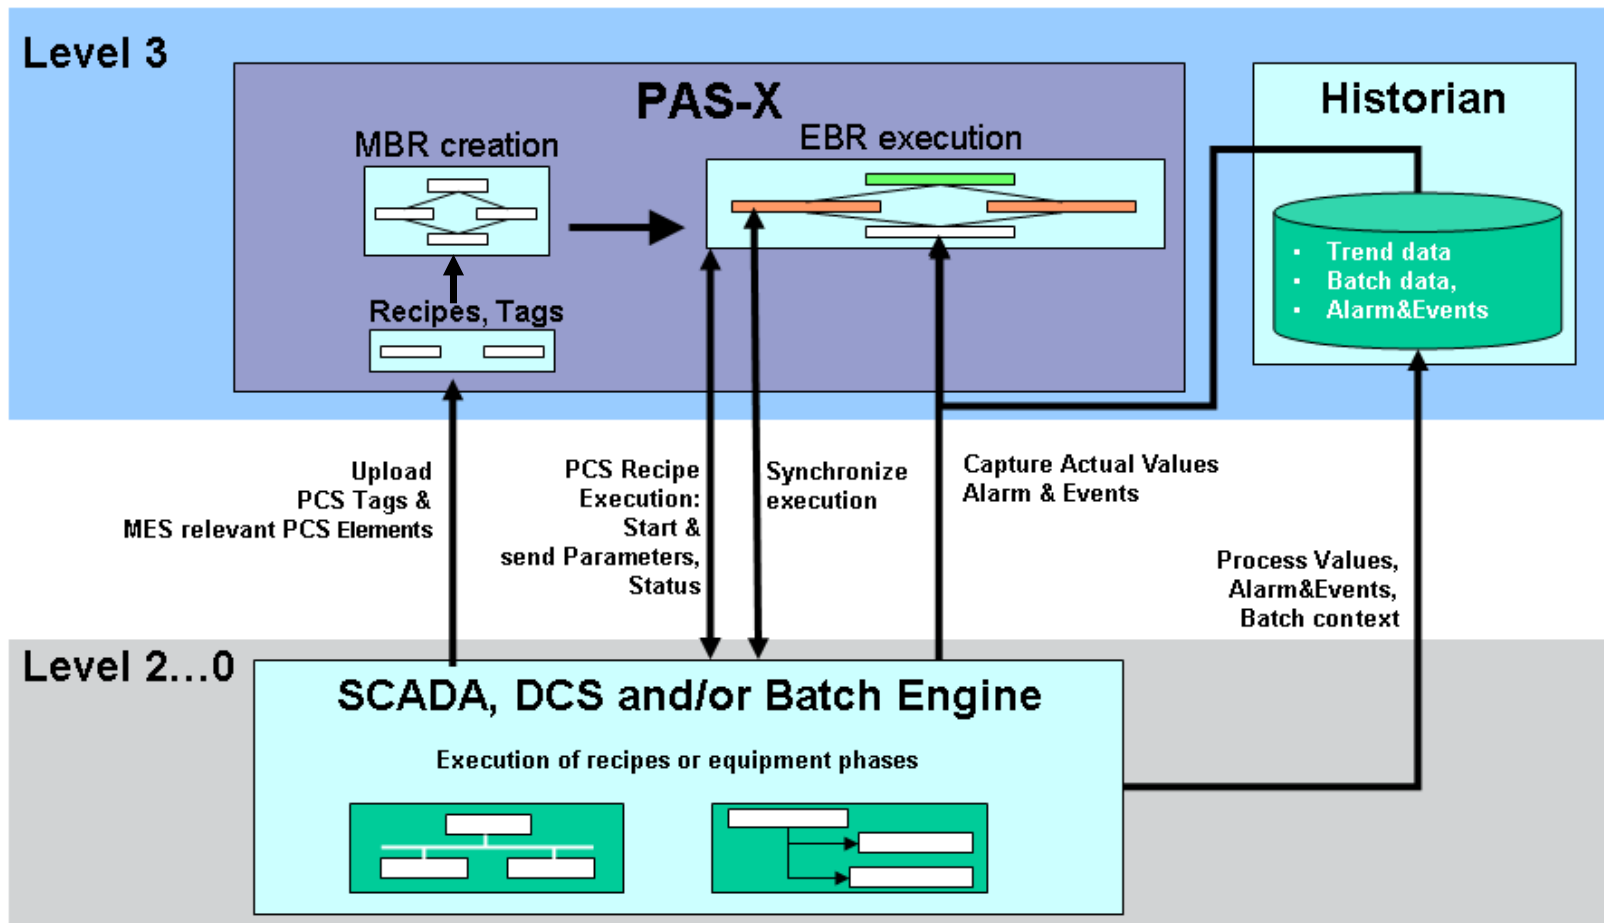 Level 3
PAS-X
Historian
MBR creation
EBR execution
Recipes, Tags
• Trend data
• Batch data,
• Alarm&Events
Upload
PCS Tags &
MES relevant PCS Elements
PCS Recipe
Execution:
Start &
send Parameters,
Status
Synchronize
execution
Capture Actual Values
Alarm & Events
Process Values,
Alarm&Events,
Batch context
Level 2...0
SCADA, DCS and/or Batch Engine
Execution of recipes or equipment phases